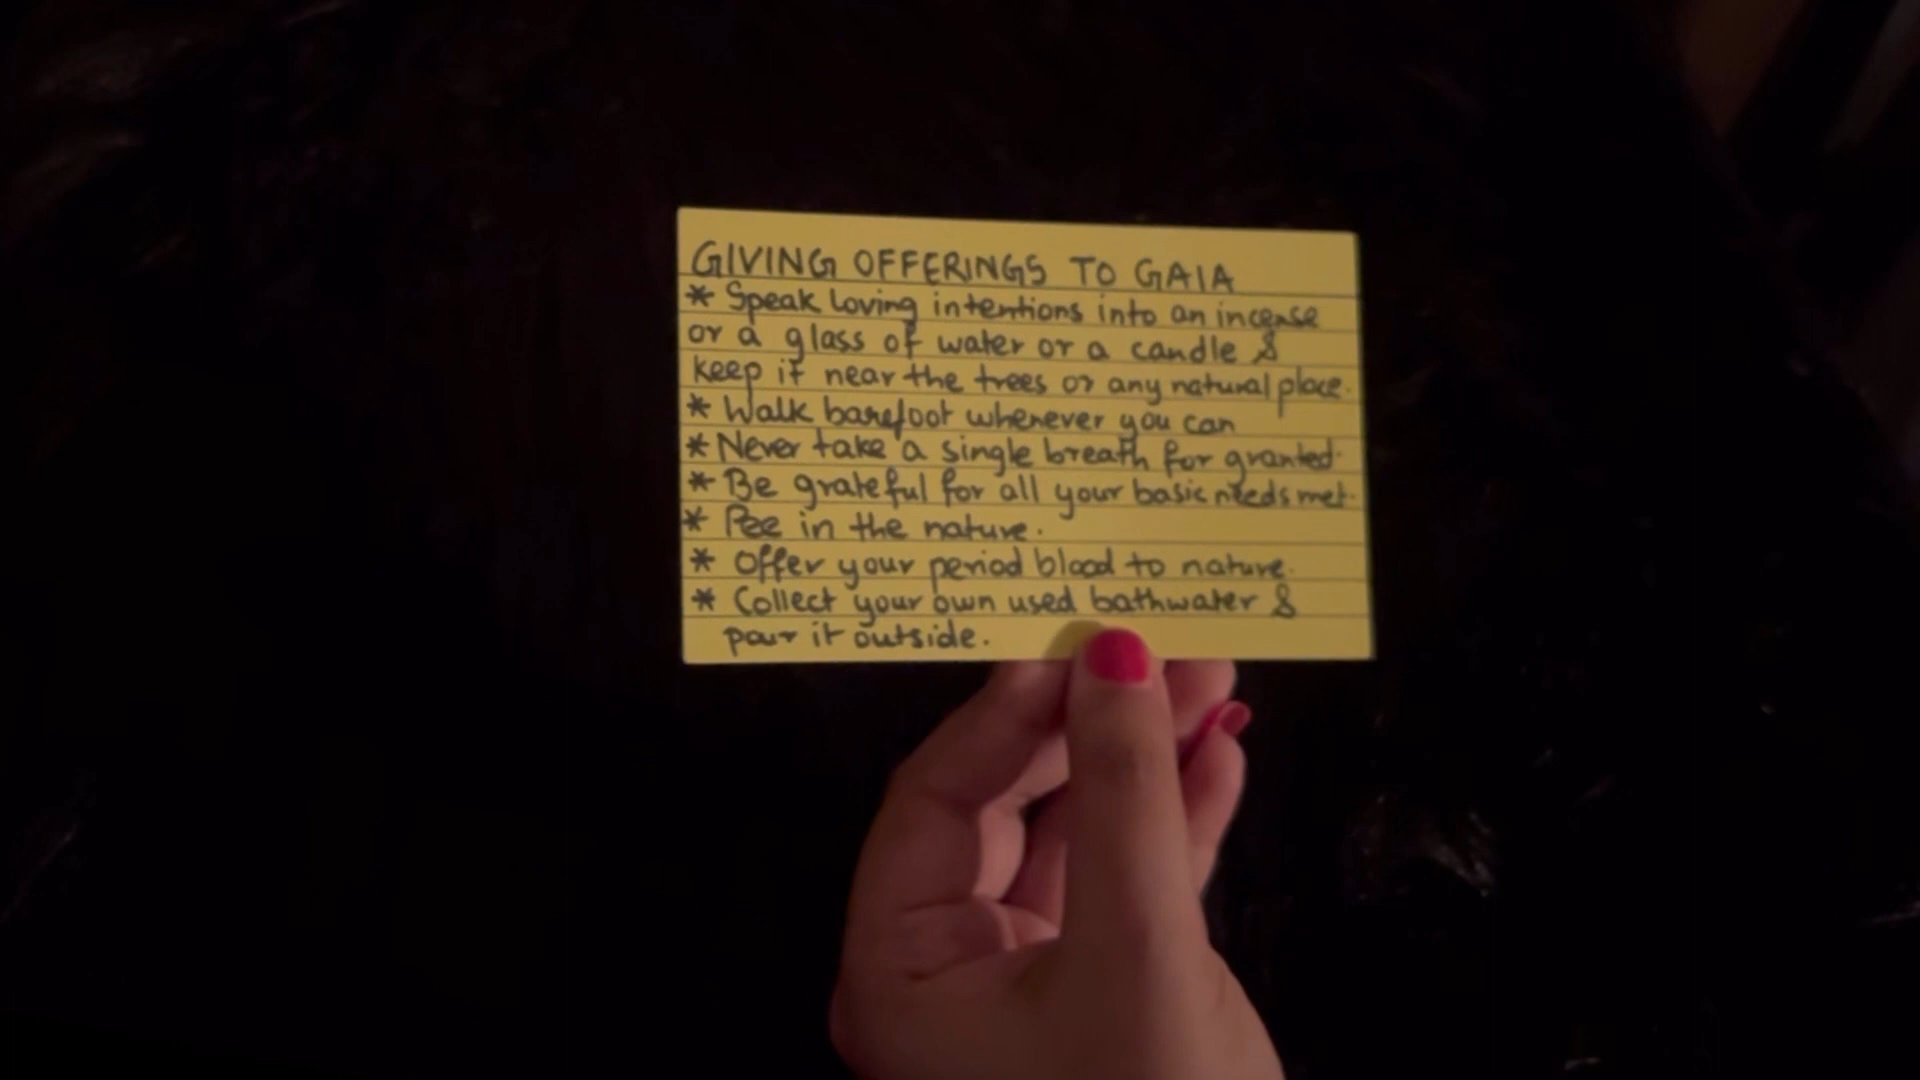 GIVING OFFERINGS TO GAIA
* Speak loving intentions into an incense
or a glass of water or a candle &
keep it near the trees or any natural place.
* Walk barefoot whenever you can
* Never take a single breath for granted.
* Be grateful for all your basic needs met.
* Pee in the nature.
* Offer your period blood to nature.
* Collect your own used bathwater &
pour it outside.